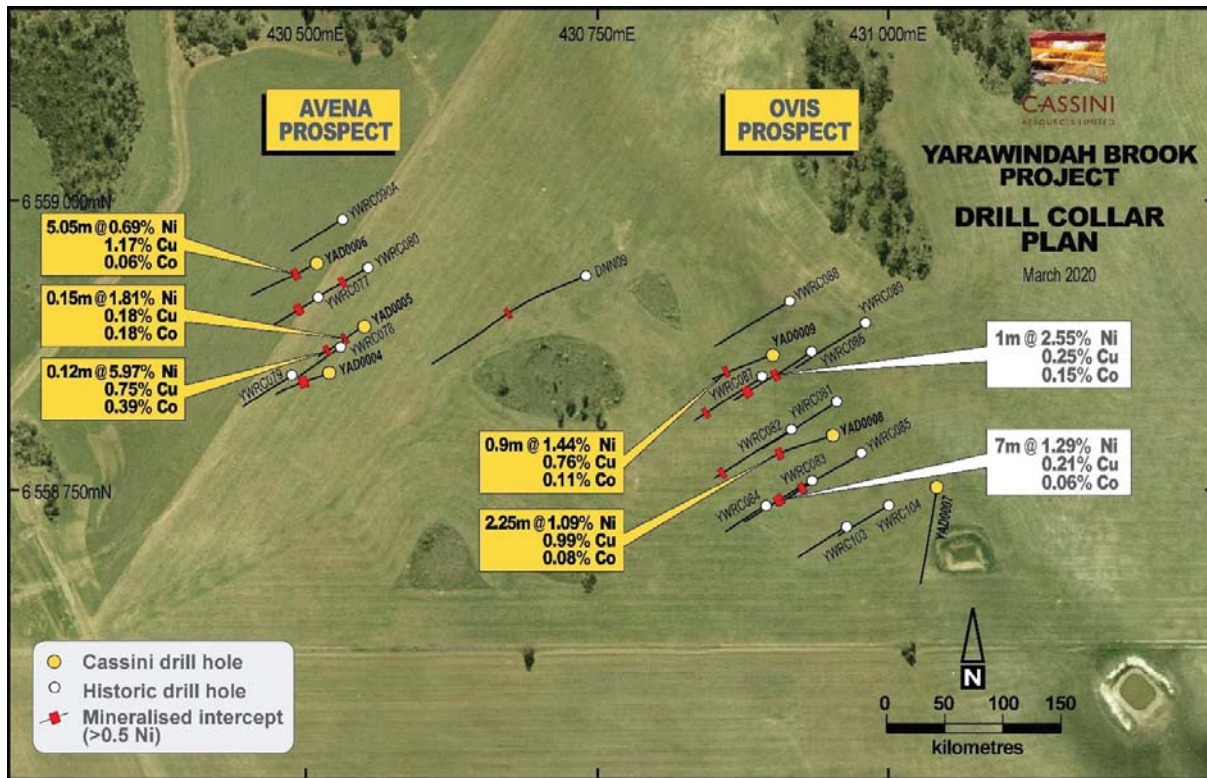 430 500mE
430 750mE
431 000mE
AVENA
PROSPECT
OVIS
PROSPECT
CASSINI
RESOURCES LIMITED
YARAWINDAH BROOK
PROJECT
DRILL COLLAR
PLAN
March 2020
6 559 000mN
6 558 750mN
5.05m @ 0.69% Ni
1.17% Cu
0.06% Co
0.15m @ 1.81% Ni
0.18% Cu
0.18% Co
0.12m @ 5.97% Ni
0.75% Cu
0.39% Co
YWRC090A
YAD0006
YWRC080
YWRC077
YAD0005
YWRC078
YWRC079
YAD0004
DNN09
YWRC088
YWRC089
YAD0009
YWRC086
YWRC087
YWRC081
YWRC082
YAD0008
YWRC085
YWRC083
YWRC084
YWRC104
YWRC103
YAD0007
1m @ 2.55% Ni
0.25% Cu
0.15% Co
7m @ 1.29% Ni
0.21% Cu
0.06% Co
0.9m @ 1.44% Ni
0.76% Cu
0.11% Co
2.25m @ 1.09% Ni
0.99% Cu
0.08% Co
Cassini drill hole
Historic drill hole
Mineralised intercept
(>0.5 Ni)
N
0 50 100 150
kilometres